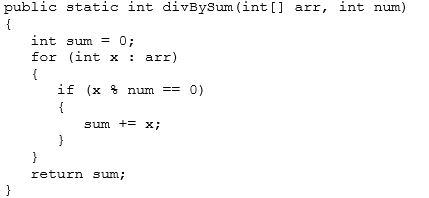 public static int divBySum(int[] arr, int num)
{
    int sum = 0;
    for (int x : arr)
    {
        if (x % num == 0)
        {
            sum += x;
        }
    }
    return sum;
}